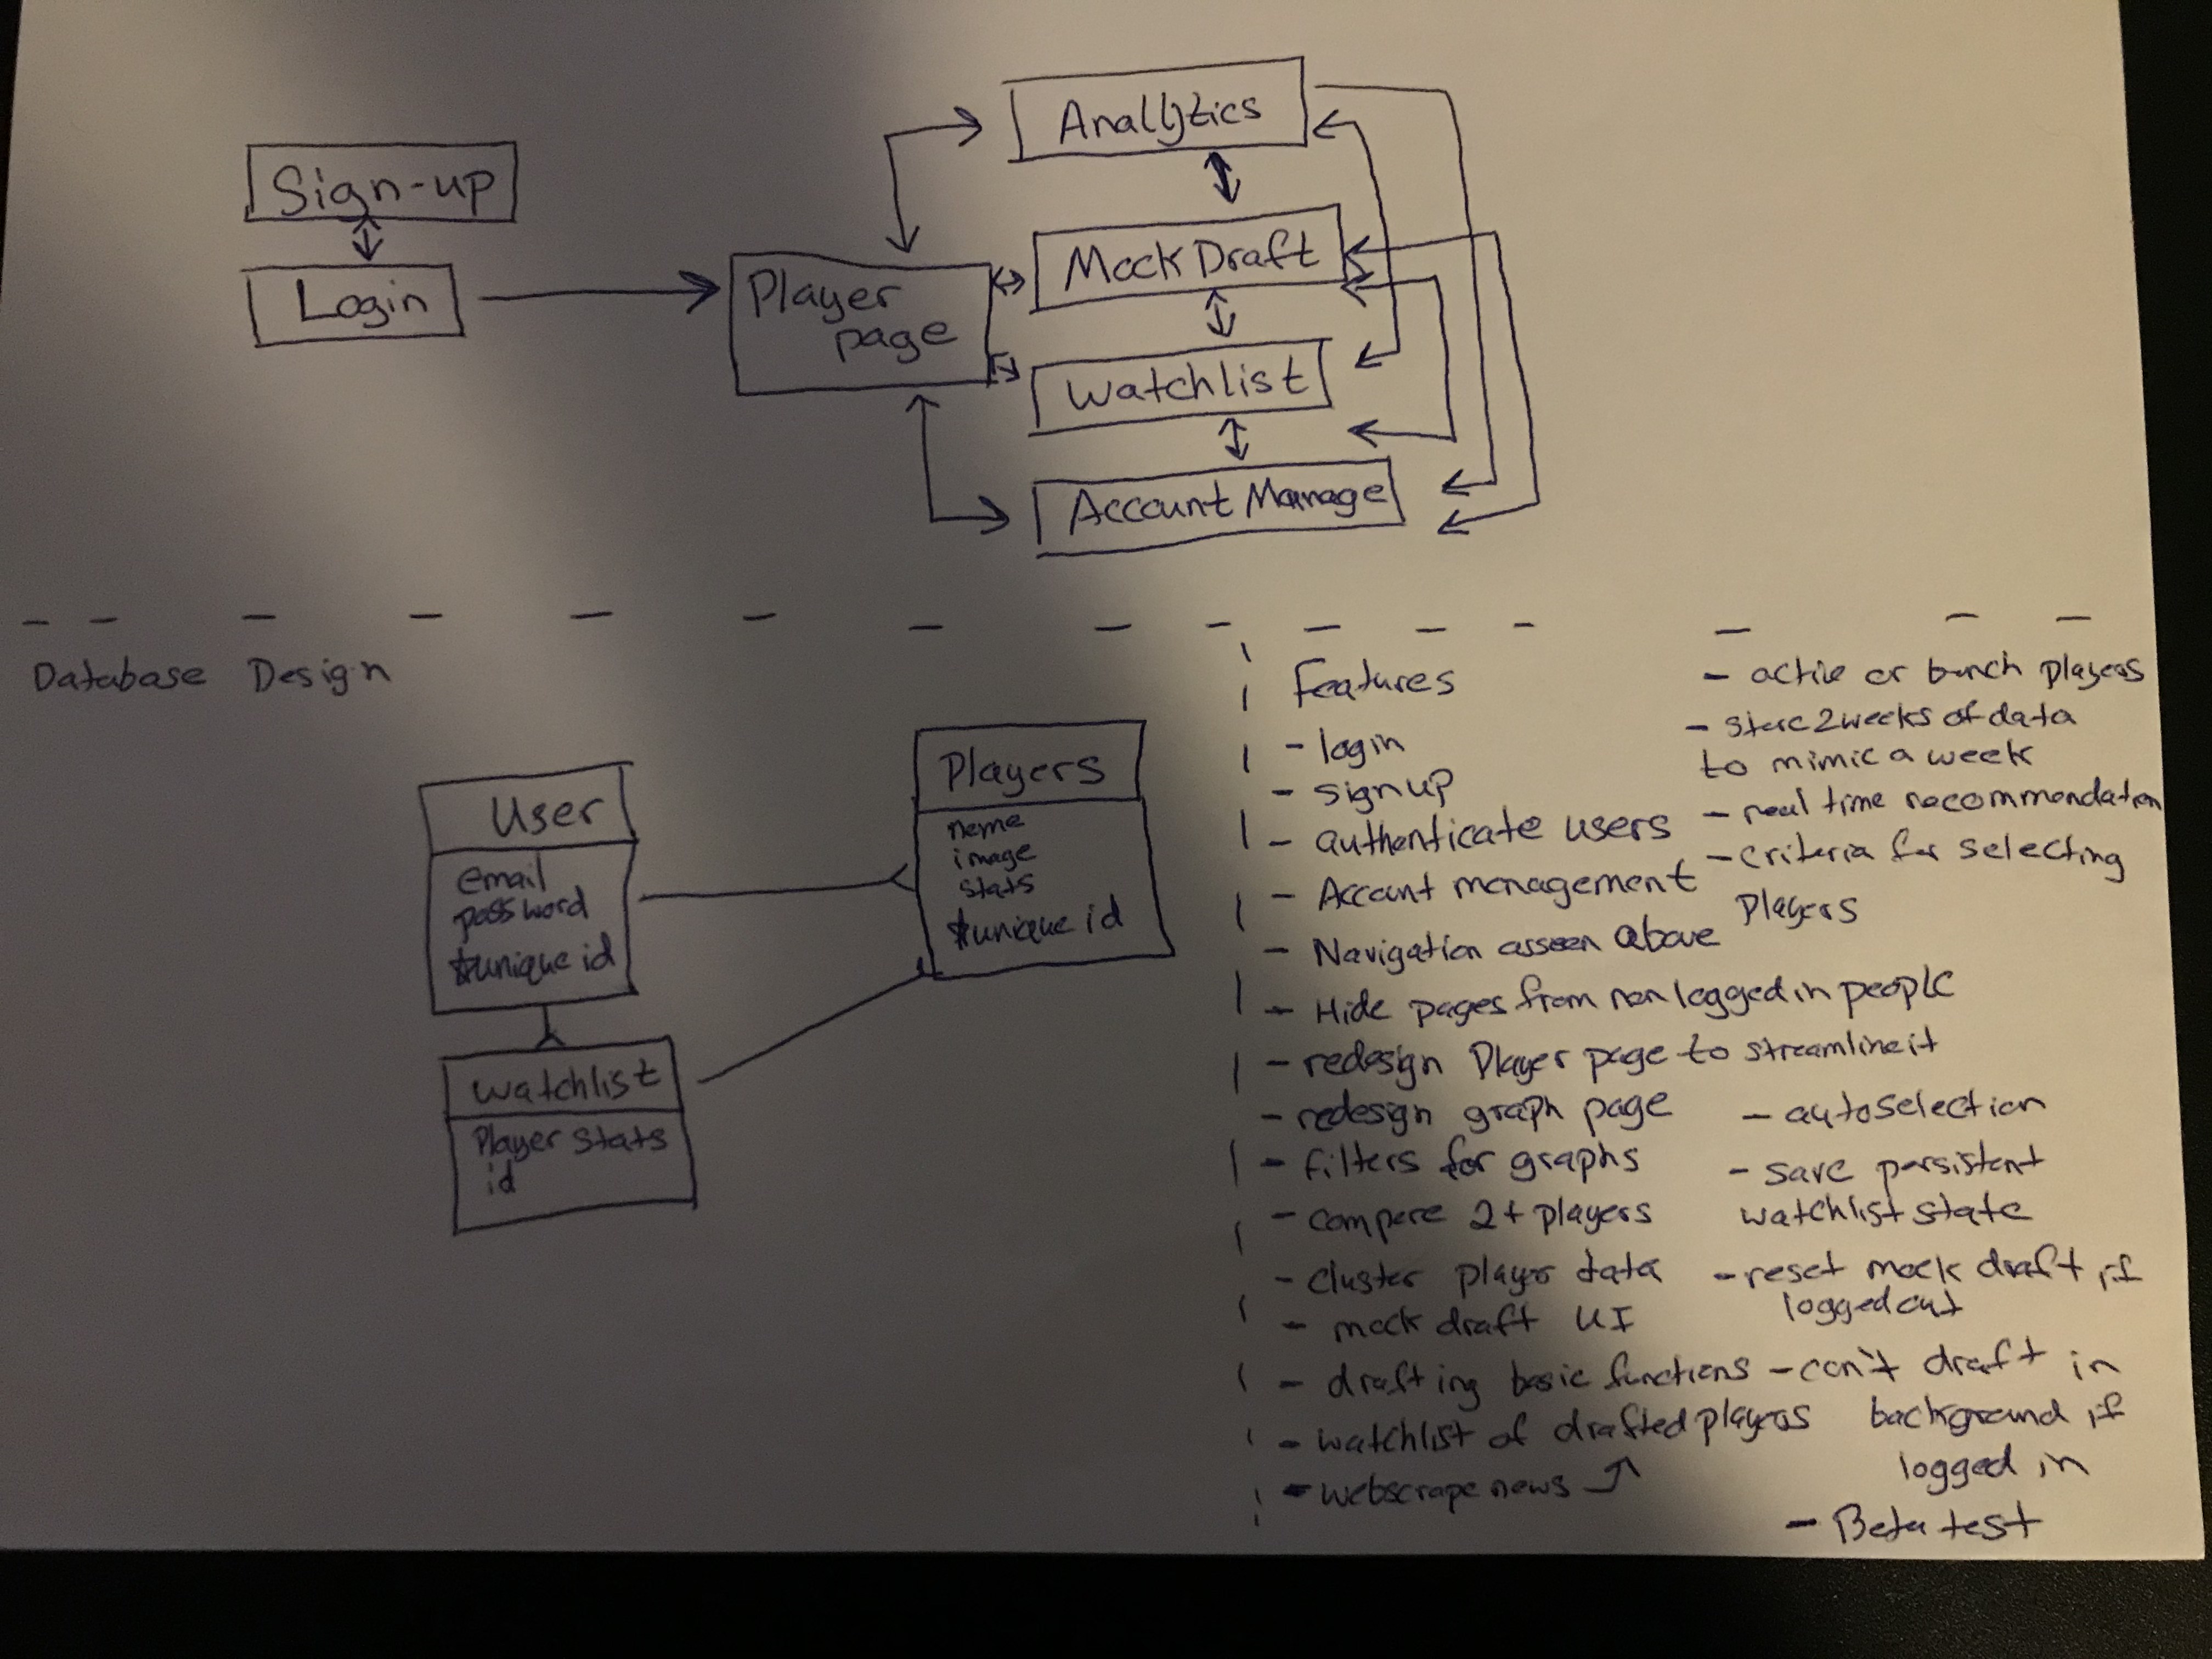 Sign-up
Login
Player
page
Anallytics
MockDraft
Watchlist
Account Manage
Database Design
User
email
password
unique id
Watchlist
Player stats
id
Players
name
image
stats
unique id
features
- login
- signup
- authenticate users
- Account management
- Navigation as seen above
- Hide pages from non logged in people
- redesign Player page to streamline it
- redesign graph page
- filters for graphs
- compare 2+ players
- cluster player data
- mock draft UI
- drafting basic functions
- watchlist of drafted players
- webscrape news
- active or bench players
- store 2 weeks of data
to mimic a week
- real time recommendation
- criteria for selecting
players
- autoselection
- save persistent
watchlist state
- reset mock draft if
logged out
- con't draft in
background if
logged in
- Beta test